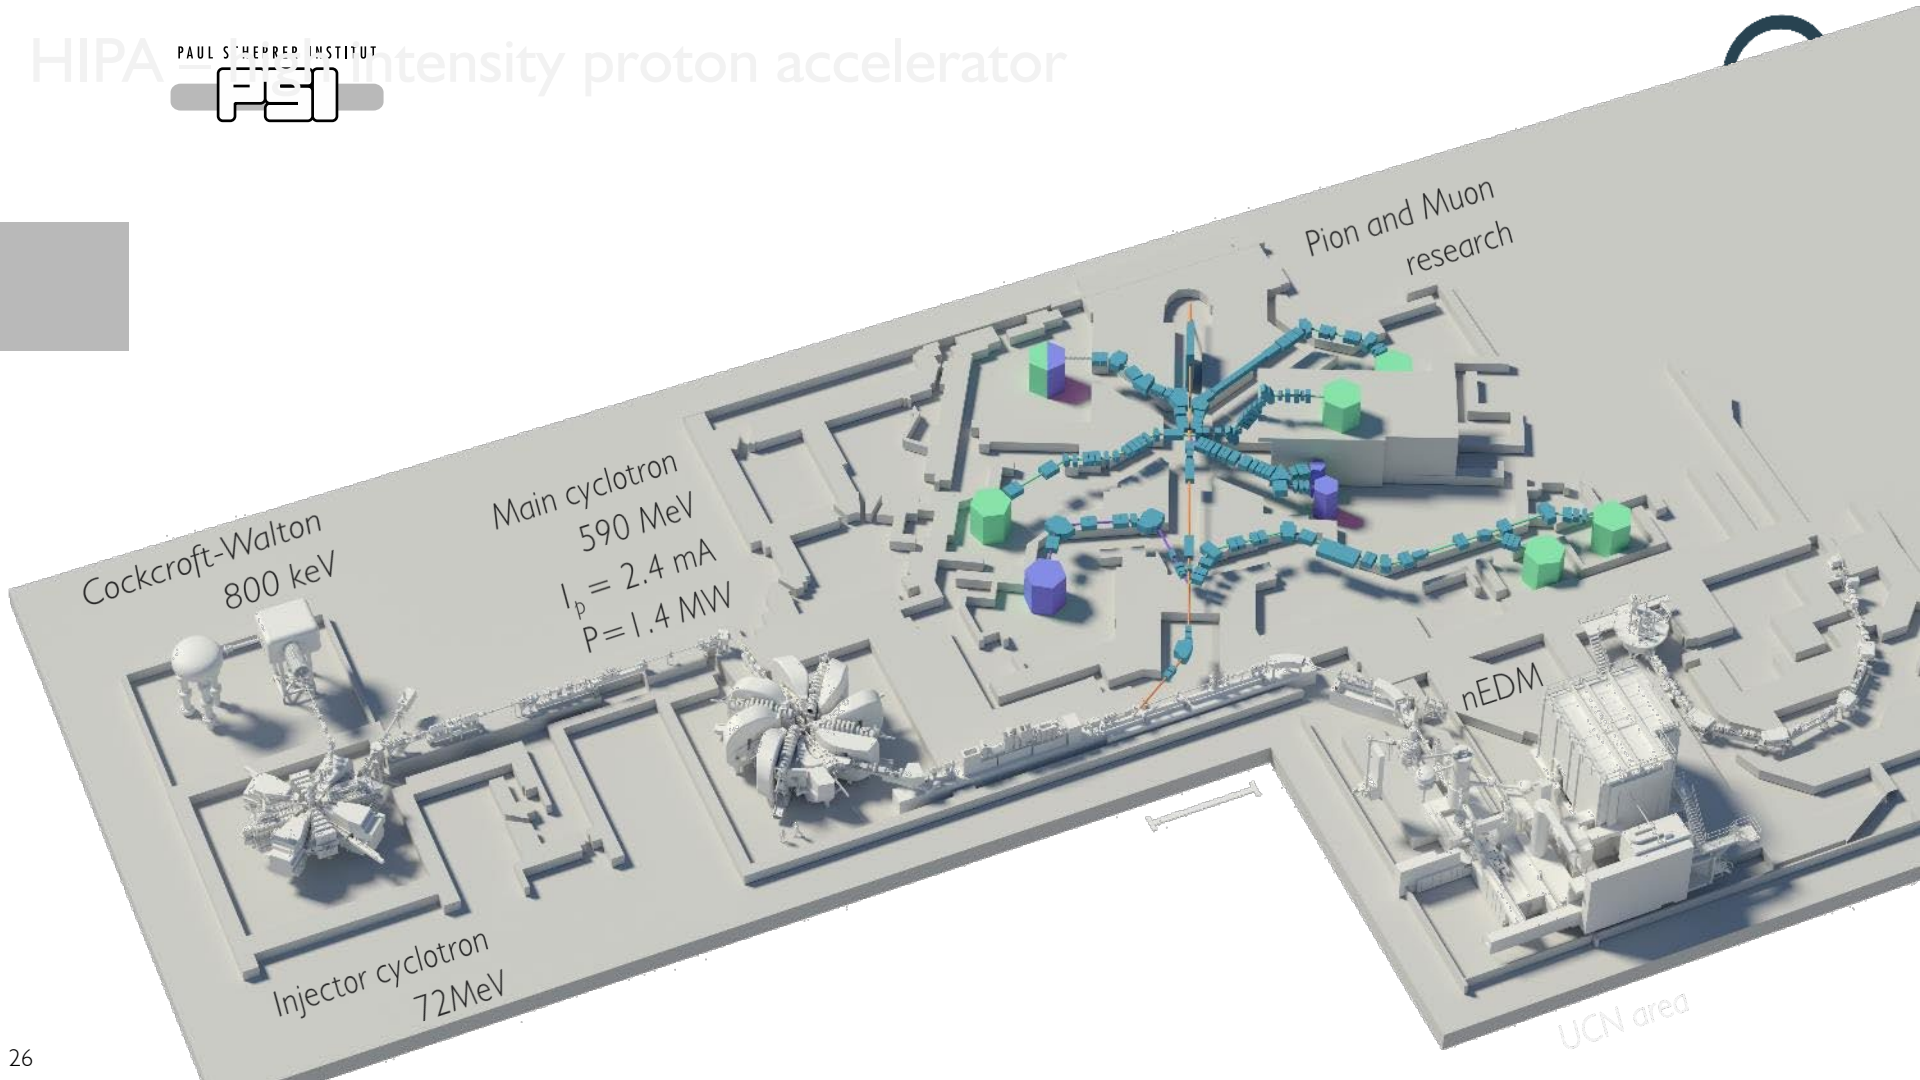 HIPA = high intensity proton accelerator
PAUL SCHERRER INSTITUT
PSI
Pion and Muon
research
Main cyclotron
590 MeV
Ip = 2.4 mA
P=1.4 MW
Cockcroft-Walton
800 keV
nEDM
Injector cyclotron
72MeV
UCN area
26